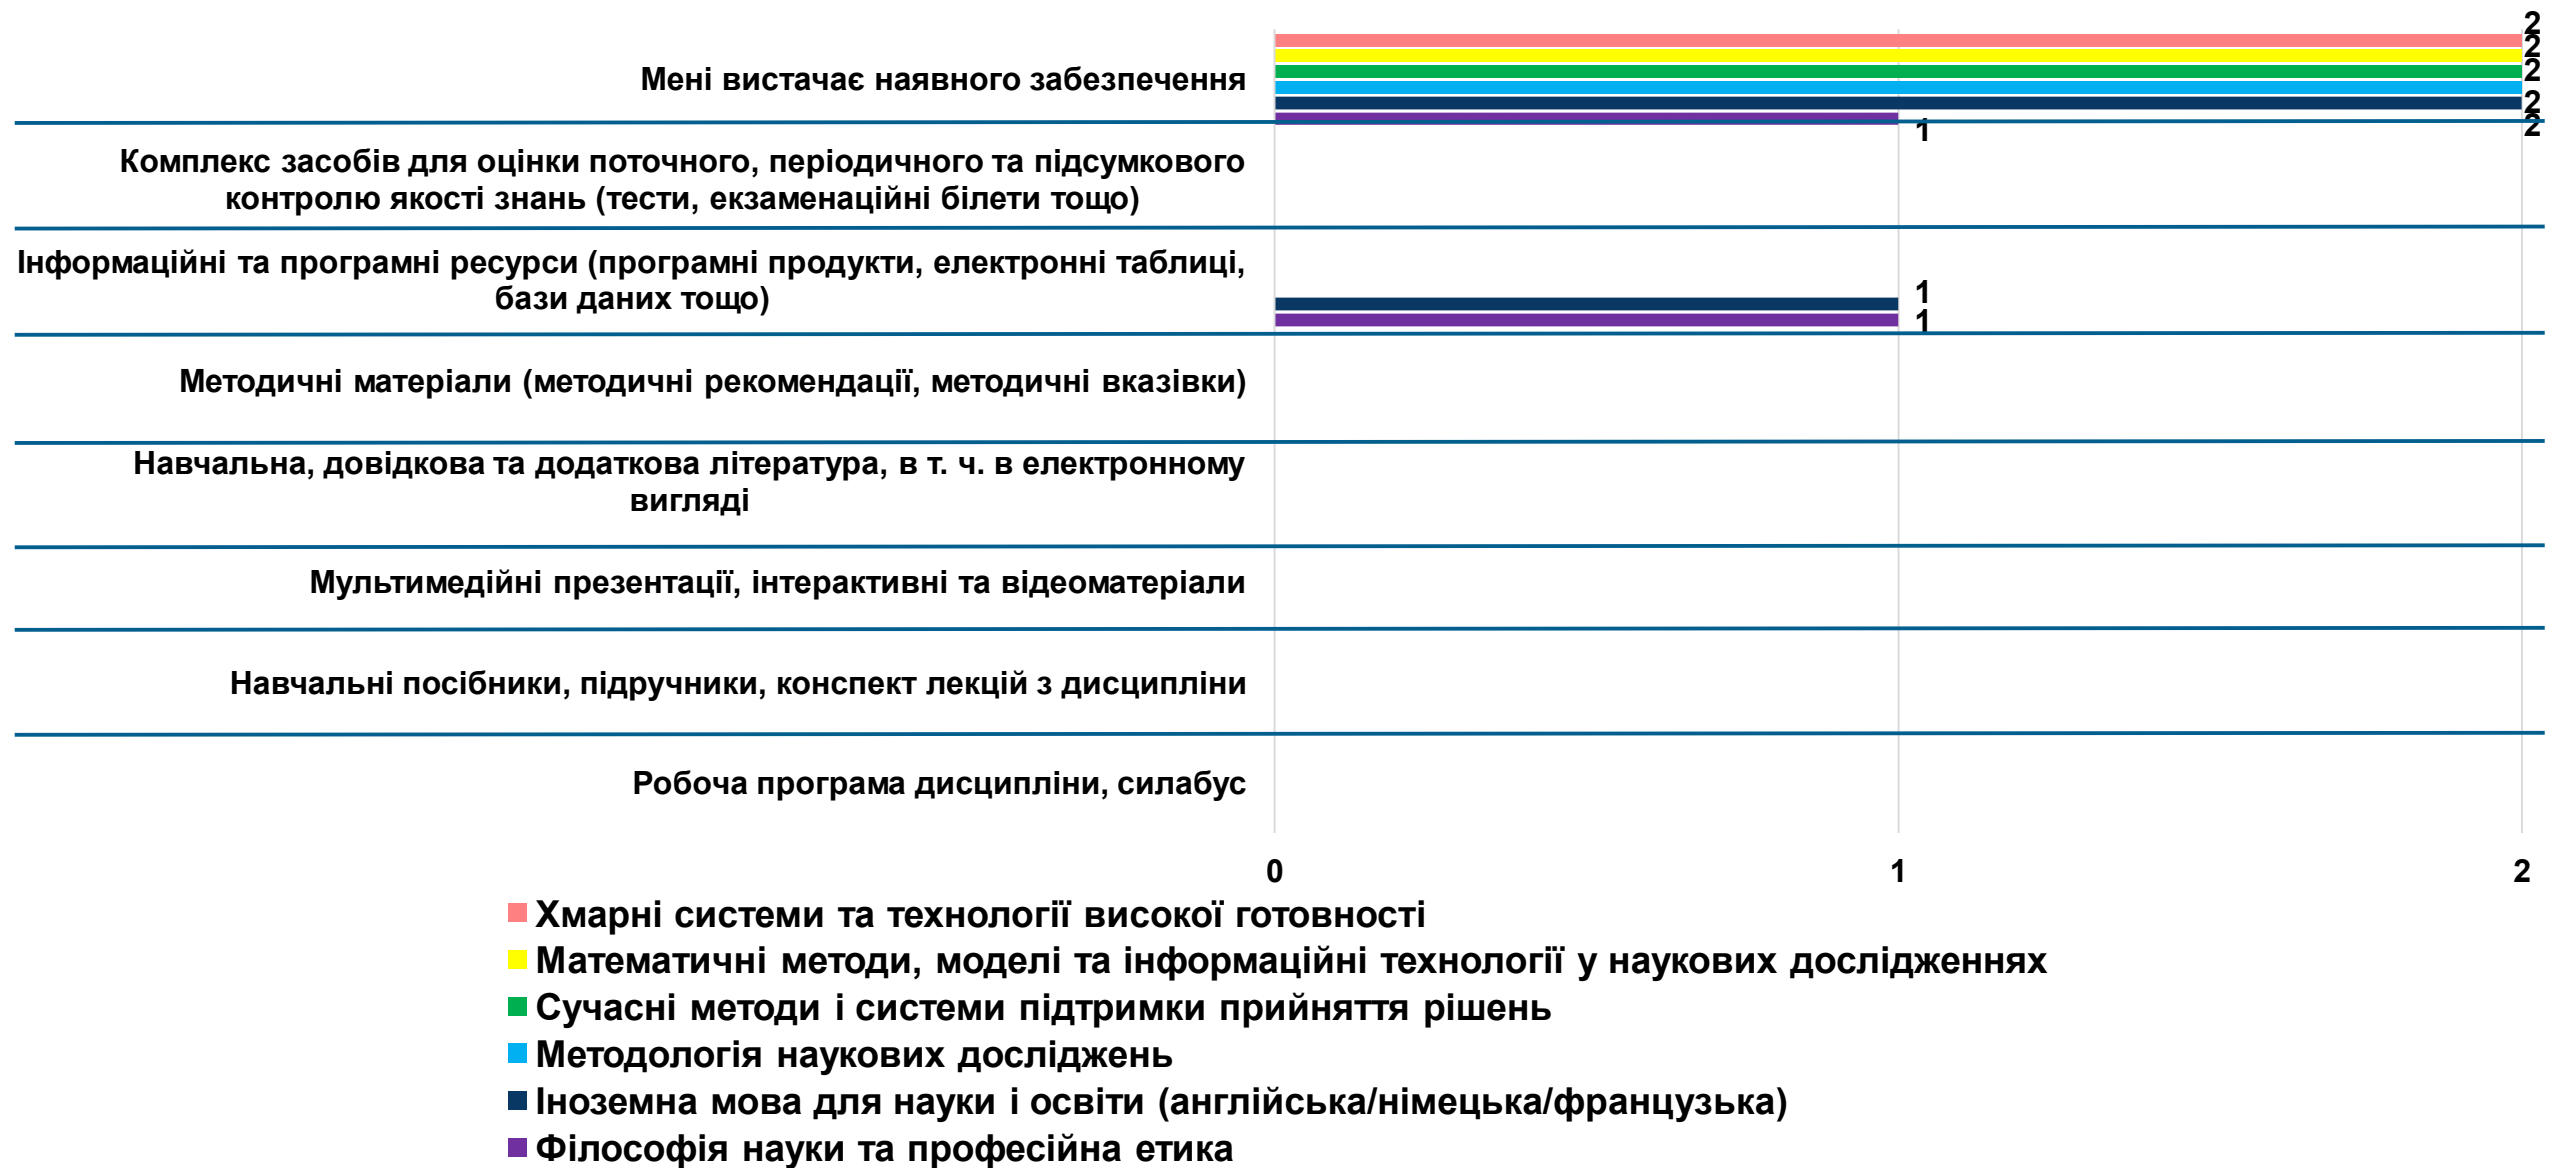 2
2
Мені вистачає наявного забезпечення
2
2
2
1
Комплекс засобів для оцінки поточного, періодичного та підсумкового
контролю якості знань (тести, екзаменаційні білети тощо)
Інформаційні та програмні ресурси (програмні продукти, електронні таблиці,
бази даних тощо)
1
1
Методичні матеріали (методичні рекомендації, методичні вказівки)
Навчальна, довідкова та додаткова література, в т. ч. в електронному
вигляді
Мультимедійні презентації, інтерактивні та відеоматеріали
Навчальні посібники, підручники, конспект лекцій з дисципліни
Робоча програма дисципліни, силабус
0 1 2
Хмарні системи та технології високої готовності
Математичні методи, моделі та інформаційні технології у наукових дослідженнях
Сучасні методи і системи підтримки прийняття рішень
Методологія наукових досліджень
Іноземна мова для науки і освіти (англійська/німецька/французька)
Філософія науки та професійна етика